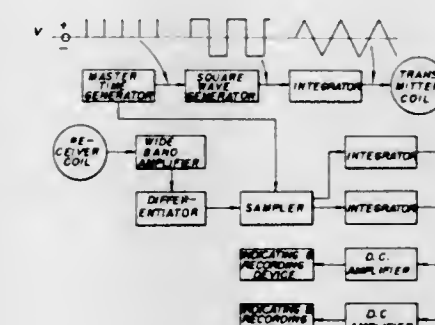 V
+
−
MASTER
TIME
GENERATOR
SQUARE
WAVE
GENERATOR
INTEGRATOR
TRANS
MITTER
COIL
RE-
CEIVER
COIL
WIDE
BAND
AMPLIFIER
INTEGRATOR
DIFFER-
ENTIATOR
SAMPLER
INTEGRATOR
INDICATING &
RECORDING
DEVICE
D.C.
AMPLIFIER
INDICATING &
RECORDING
D.C
AMPLIFIER